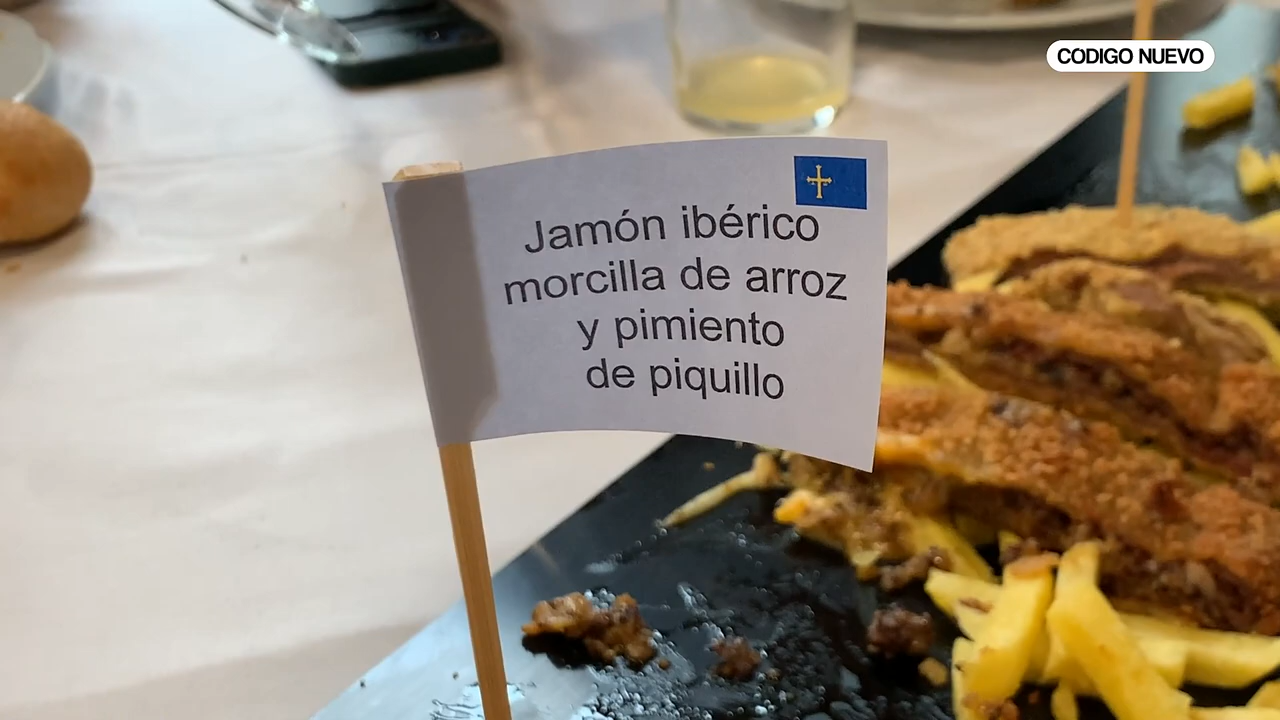 CODIGO NUEVO
Jamón ibérico
morcilla de arroz
y pimiento
de piquillo